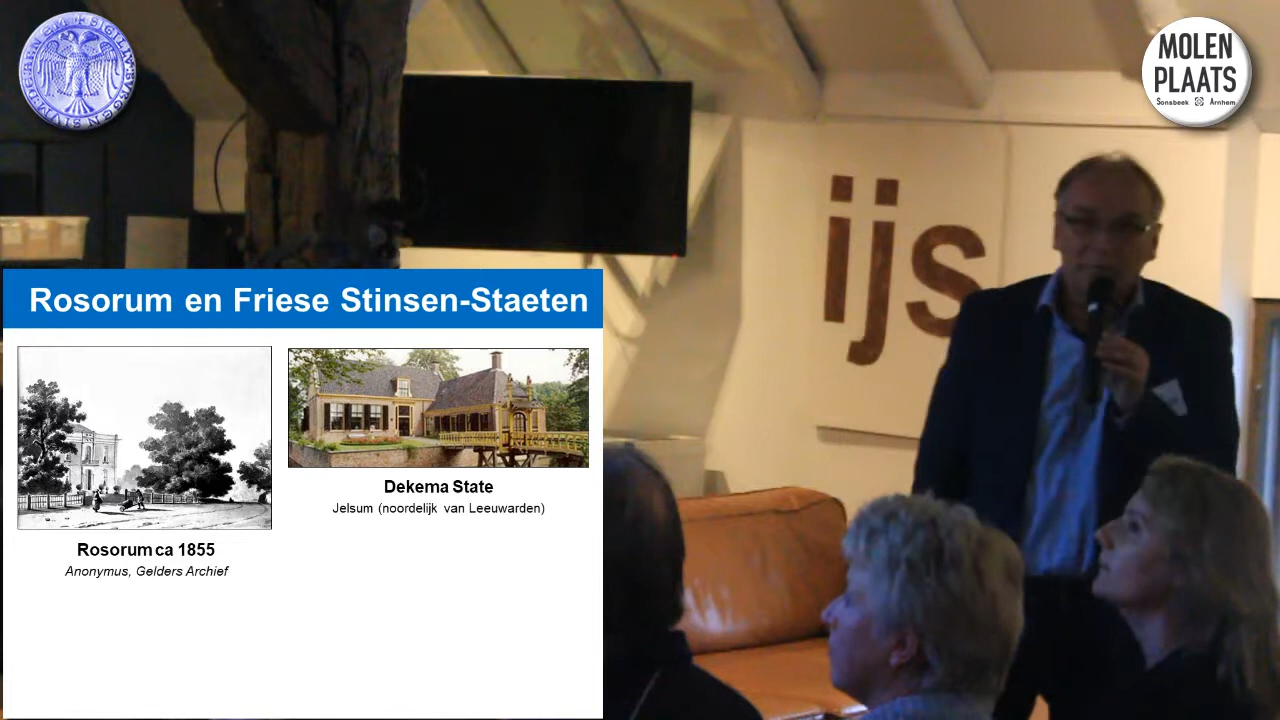 MOLEN
PLAATS
Sonsbeek Arnhem
ijs
Rosorum en Friese Stinsen-Staeten
Dekema State
Jelsum (noordelijk van Leeuwarden)
Rosorum ca 1855
Anonymus, Gelders Archief